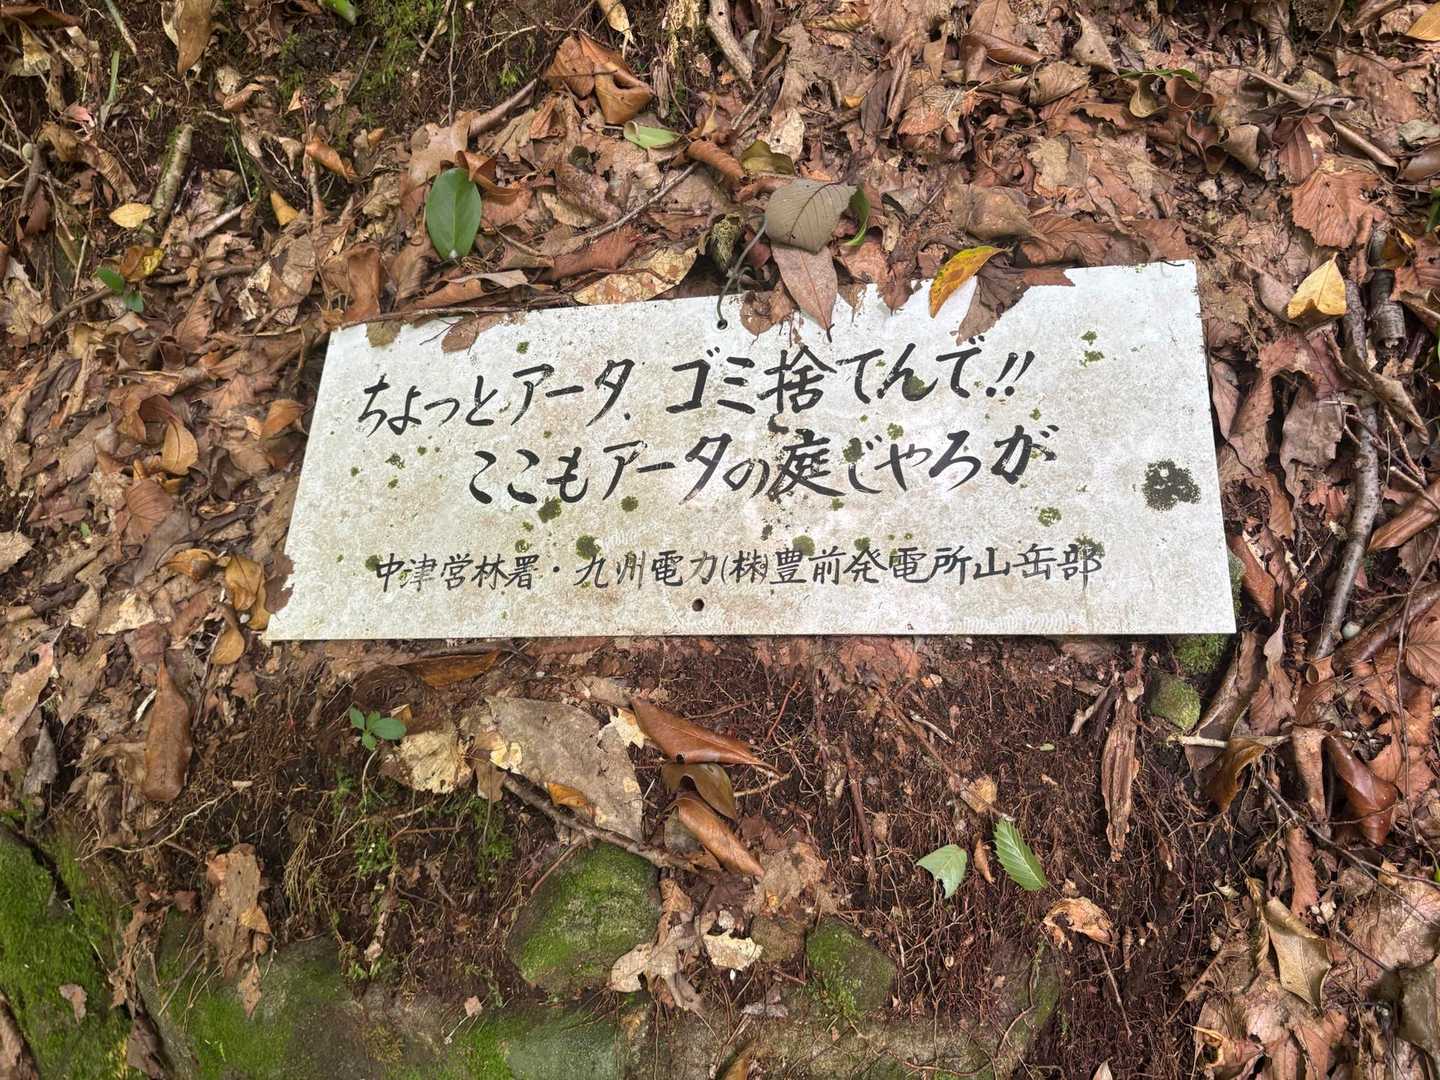 ちょっとアータ、ゴミ捨てんで!!
ここもアータの庭じゃろが
中津営林署・九州電力(株)豊前発電所山岳部